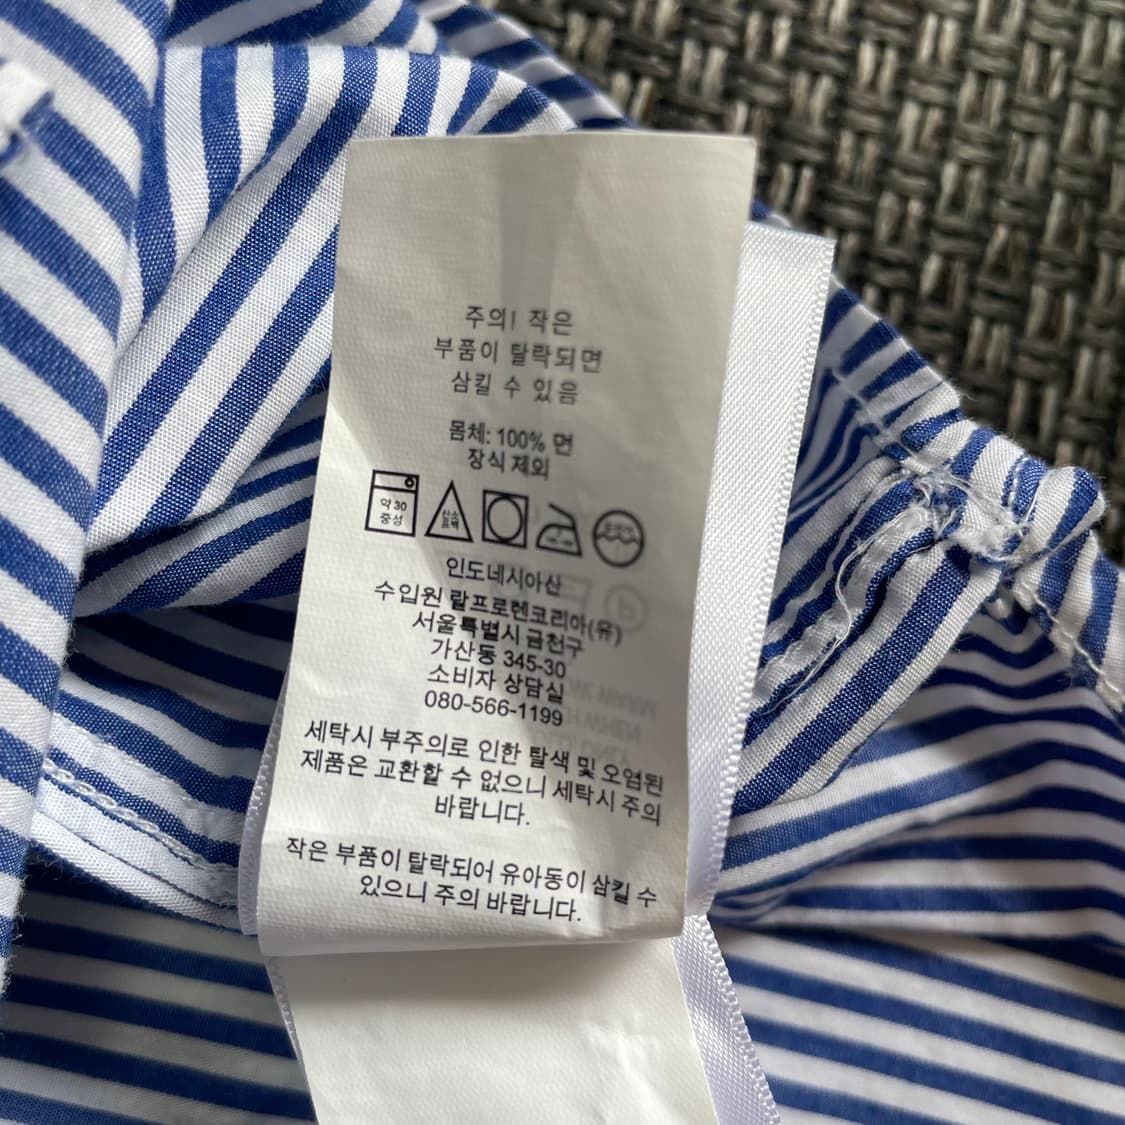 주의! 작은
부품이 탈락되면
삼킬 수 있음
몸체: 100% 면
장식 제외
약 30
중성
산소
표백
인도네시아산
수입원 랄프로렌코리아(유)
서울특별시 금천구
가산동 345-30
소비자 상담실
080-566-1199
세탁시 부주의로 인한 탈색 및 오염된
제품은 교환할 수 없으니 세탁시 주의
바랍니다.
작은 부품이 탈락되어 유아동이 삼킬 수
있으니 주의 바랍니다.